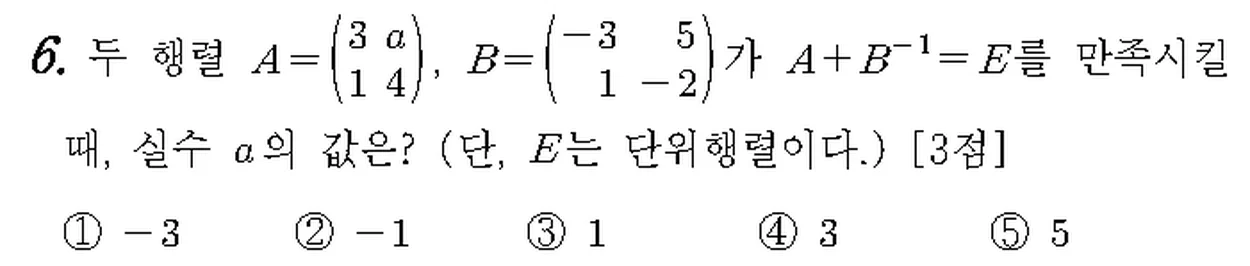 6. 두 행렬 A=(3 a 1 4), B=(-3 5 1 -2)가 A+B⁻¹=E를 만족시킬
때, 실수 a의 값은? (단, E는 단위행렬이다.) [3점]
① -3 ② -1 ③ 1 ④ 3 ⑤ 5